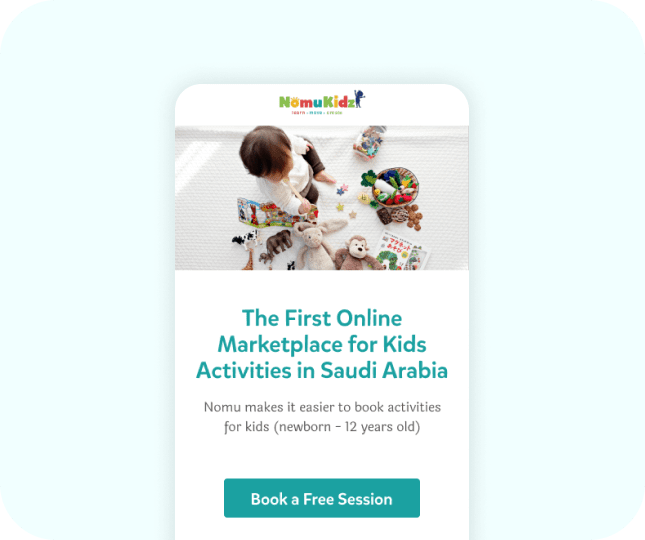 NomuKidz
The First Online
Marketplace for Kids
Activities in Saudi Arabia
Nomu makes it easier to book activities
for kids (newborn - 12 years old)
Book a Free Session